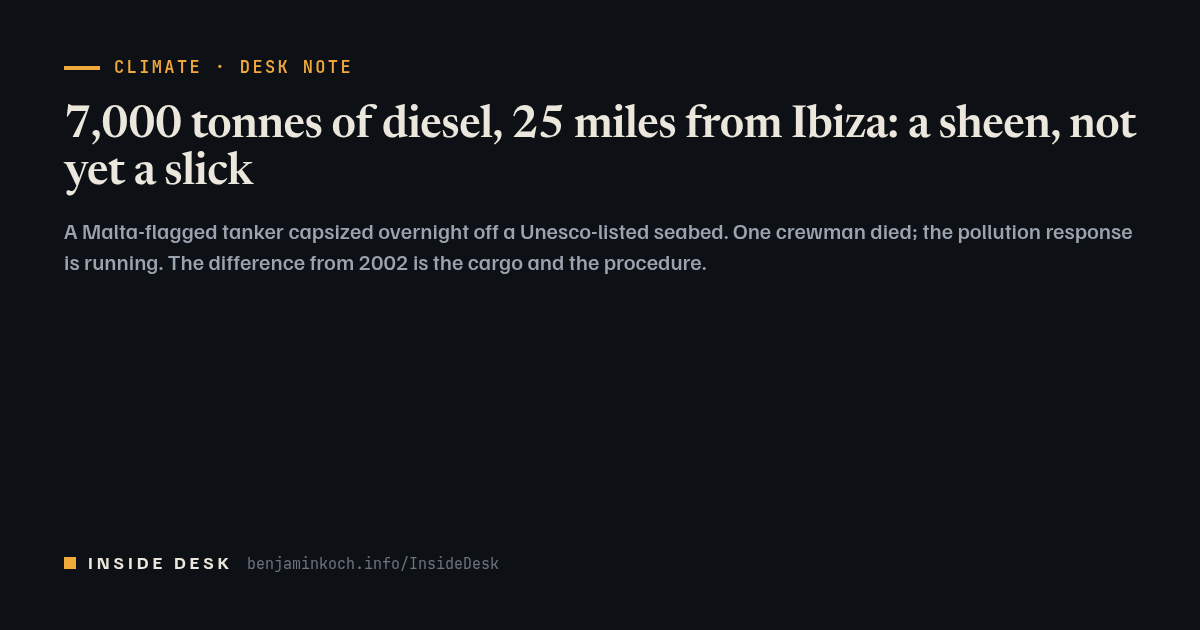 CLIMATE · DESK NOTE
7,000 tonnes of diesel, 25 miles from Ibiza: a sheen, not
yet a slick
A Malta-flagged tanker capsized overnight off a Unesco-listed seabed. One crewman died; the pollution response
is running. The difference from 2002 is the cargo and the procedure.
INSIDE DESK benjaminkoch.info/InsideDesk